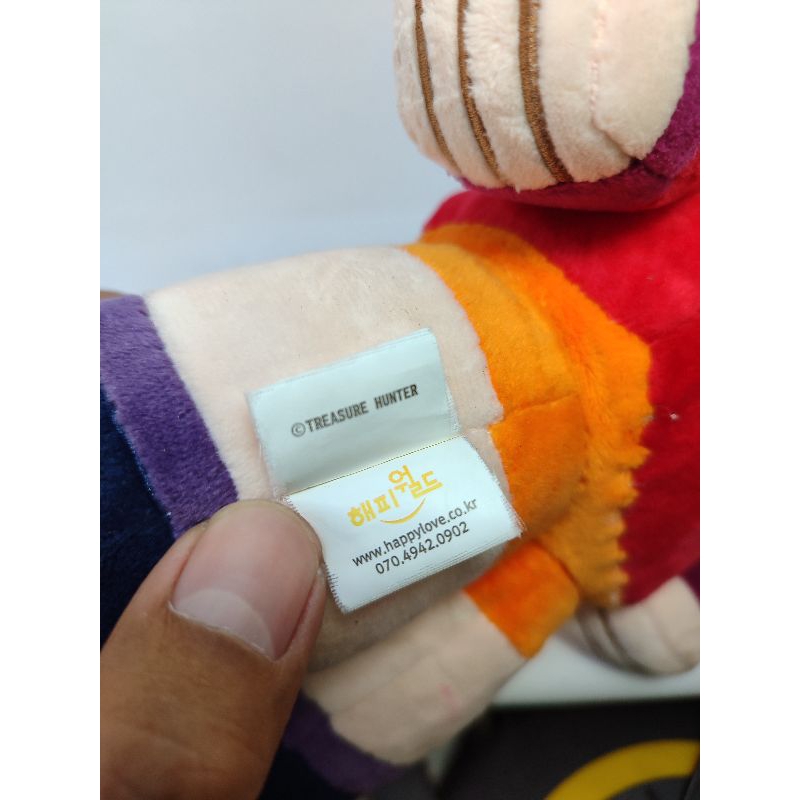 ©TREASURE HUNTER
해피월드
www.happylove.co.kr
070.4942.0902